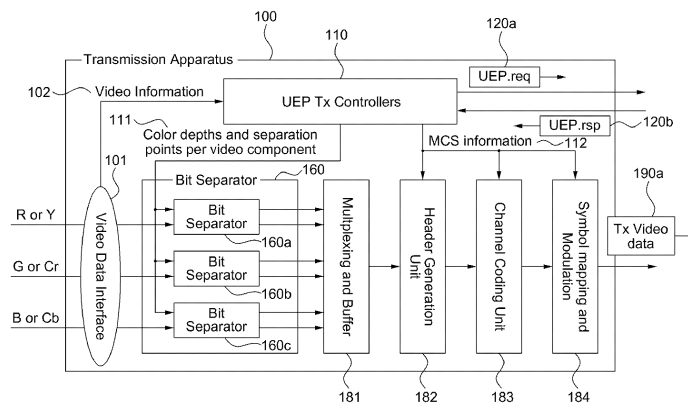 100
110
120a
Transmission Apparatus
UEP.req
102
Video Information
UEP Tx Controllers
111
Color depths and separation
points per video component
UEP.rsp
120b
MCS information
112
101
160
190a
Bit Separator
R or Y
Bit
Separator
160a
G or Cr
Bit
Separator
160b
B or Cb
Bit
Separator
160c
Video Data Interface
Multplexing and Buffer
Header Generation
Unit
Channel Coding Unit
Symbol mapping and
Modulation
Tx Video
data
181
182
183
184